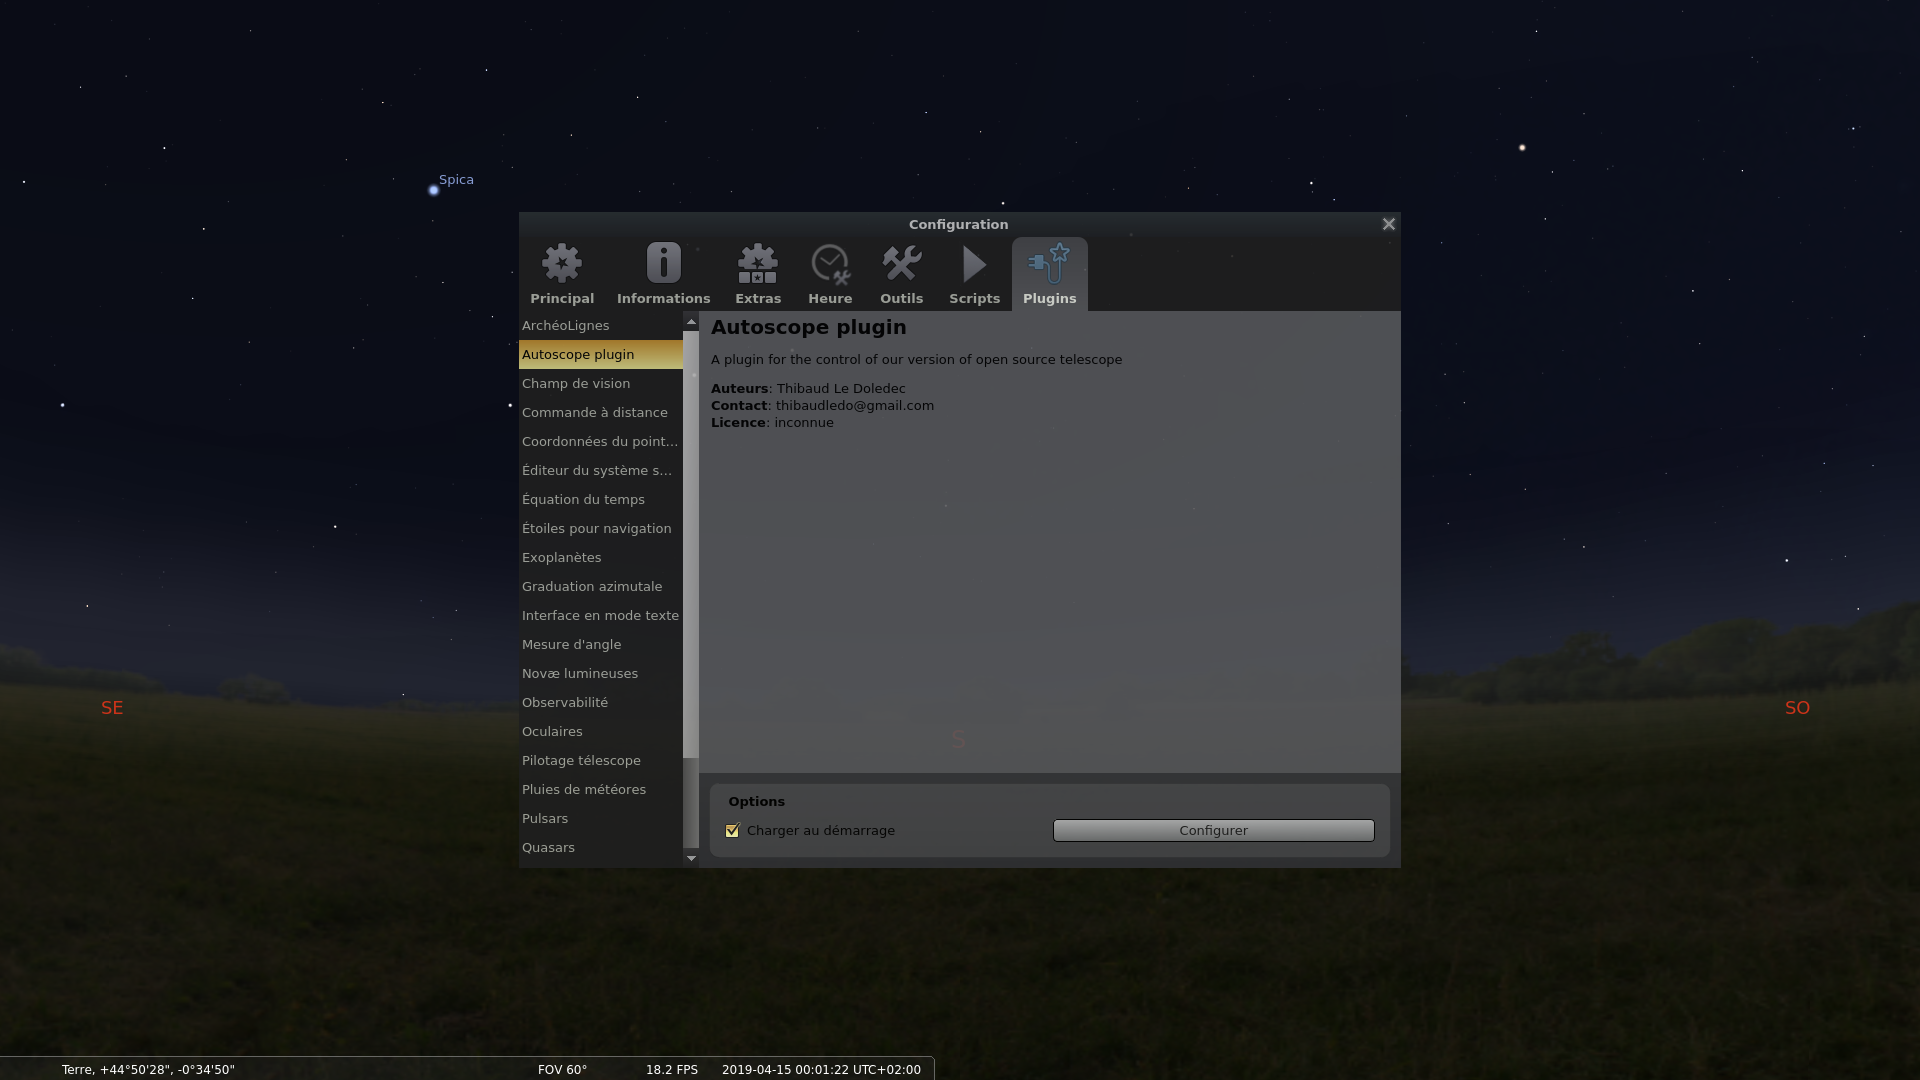 Spica
Configuration
Principal
Informations
Extras
Heure
Outils
Scripts
Plugins
ArchéoLignes
Autoscope plugin
Champ de vision
Commande à distance
Coordonnées du point...
Éditeur du système s...
Équation du temps
Étoiles pour navigation
Exoplanètes
Graduation azimutale
Interface en mode texte
Mesure d'angle
Novæ lumineuses
Observabilité
Oculaires
Pilotage télescope
Pluies de météores
Pulsars
Quasars
Autoscope plugin
A plugin for the control of our version of open source telescope
Auteurs: Thibaud Le Doledec
Contact: thibaudledo@gmail.com
Licence: inconnue
S
Options
Charger au démarrage
Configurer
SE
SO
Terre, +44°50'28", -0°34'50"
FOV 60°
18.2 FPS
2019-04-15 00:01:22 UTC+02:00